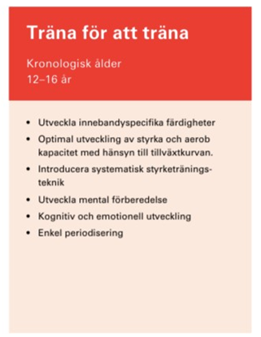 Träna för att träna
Kronologisk ålder
12–16 år
• Utveckla innebandyspecifika färdigheter
• Optimal utveckling av styrka och aerob
kapacitet med hänsyn till tillväxtkurvan.
• Introducera systematisk styrketränings-
teknik
• Utveckla mental förberedelse
• Kognitiv och emotionell utveckling
• Enkel periodisering